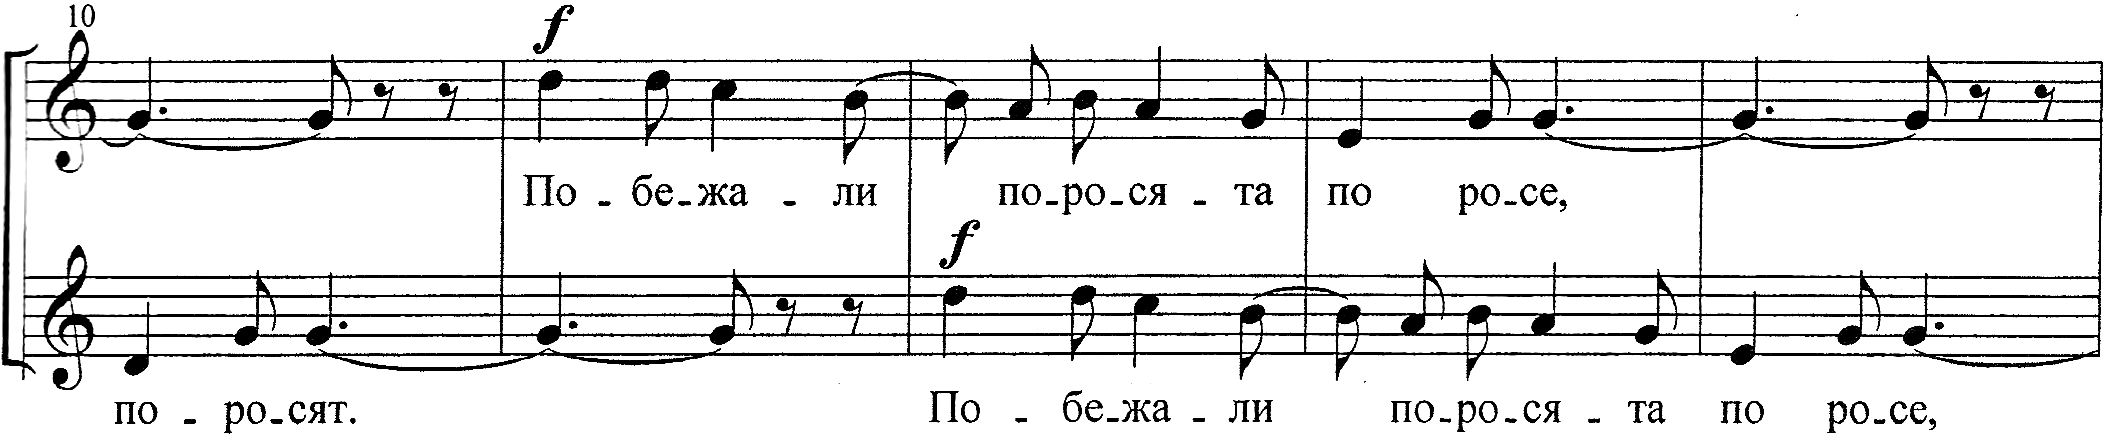 10
f
По - бе-жа - ли по-ро-ся - та по ро-се,
f
по - ро-сят. По - бе-жа - ли по-ро-ся - та по ро-се,